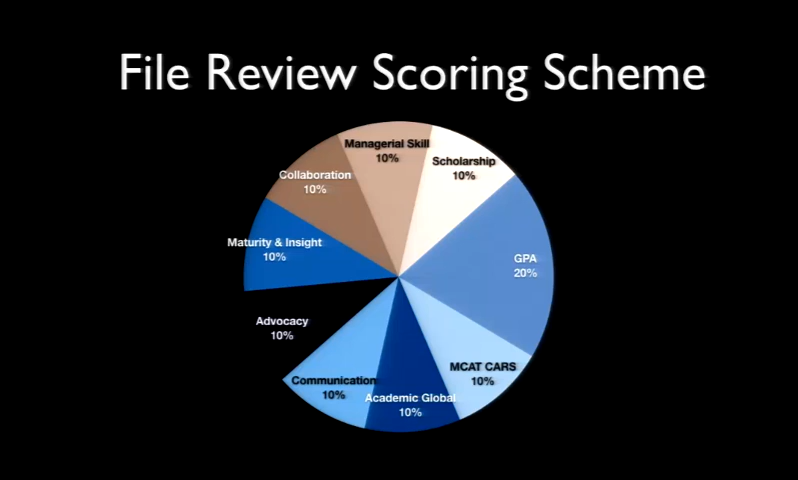 File Review Scoring Scheme
Managerial Skill
10%
Scholarship
10%
Collaboration
10%
GPA
20%
Maturity & Insight
10%
Advocacy
10%
MCAT CARS
10%
Communication
10%
Academic Global
10%